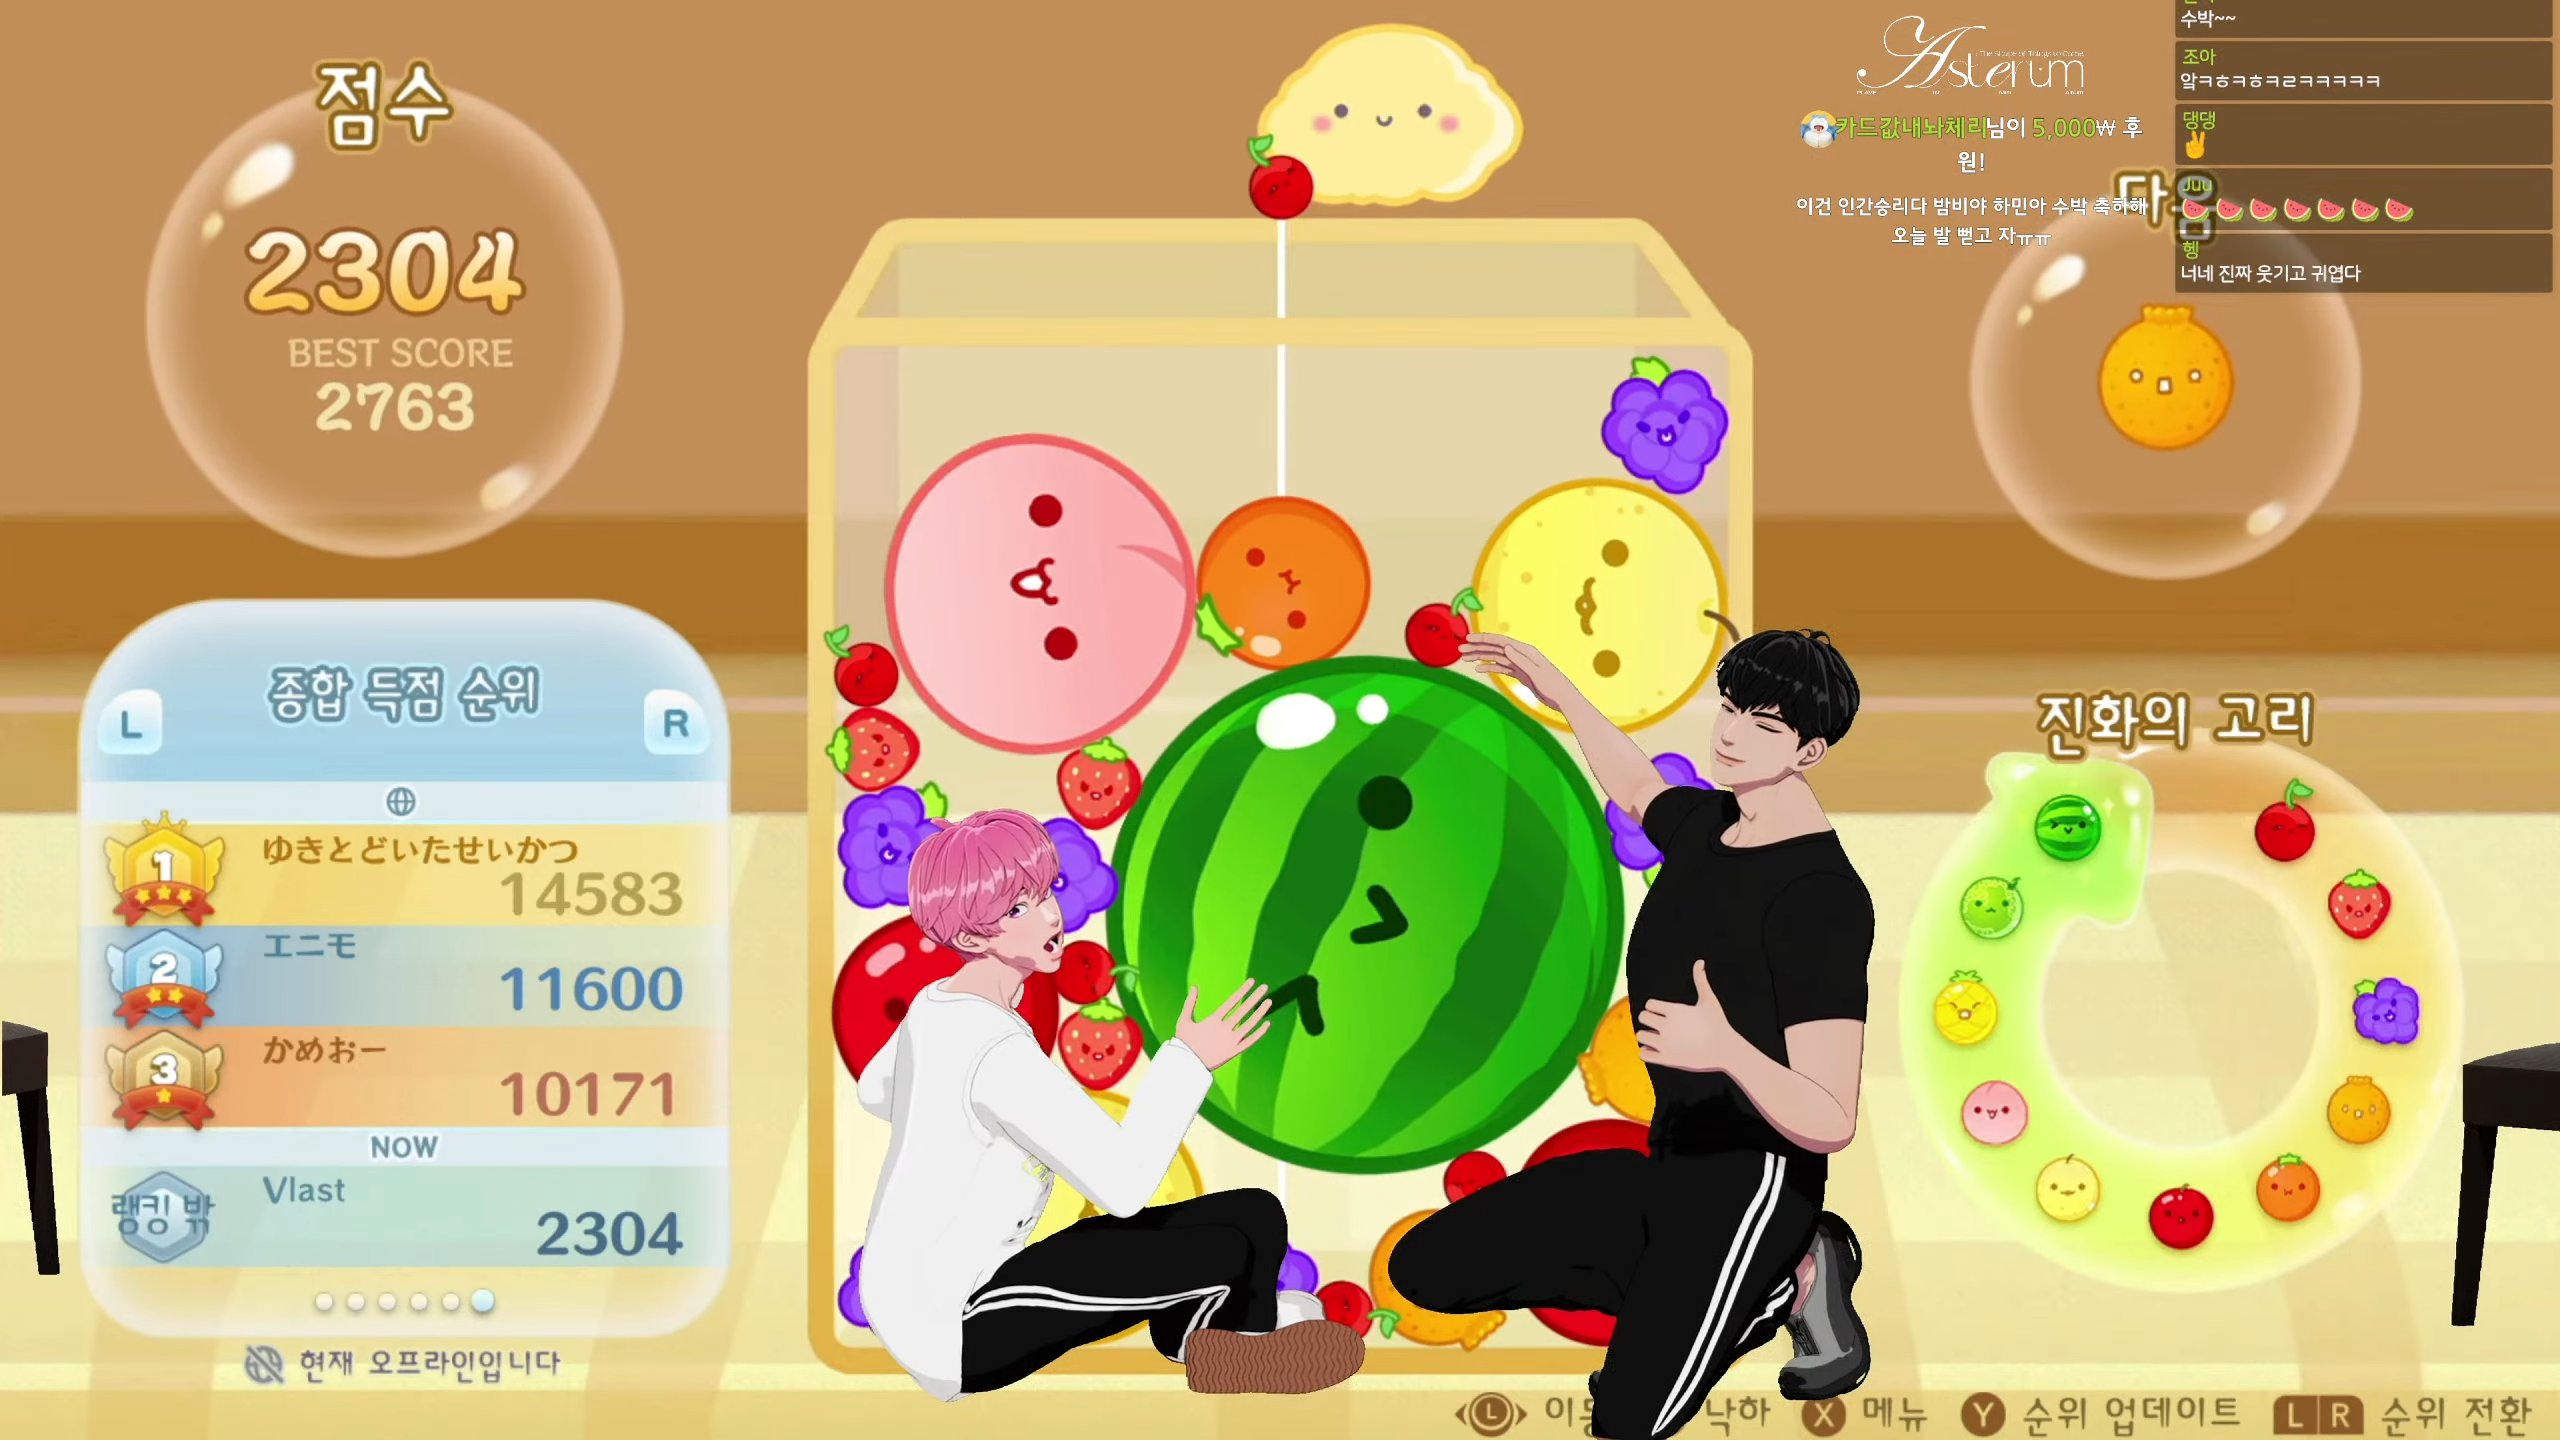 점수
2304
BEST SCORE
2763
종합 득점 순위
L
R
1
ゆきとどいたせいかつ
14583
2
エニモ
11600
3
かめおー
10171
NOW
랭킹 밖
Vlast
2304
현재 오프라인입니다
Asterum
카드값내놔체리님이 5,000₩ 후
원!
이건 인간승리다 밤비야 하민아 수박 축하해
오늘 발 뻗고 자ㅠㅠ
수박~~
조아
앜ㅋㅎㅋㅎㅋㄹㅋㅋㅋㅋㅋ
댕댕
✌
Juu
🍉🍉🍉🍉🍉🍉🍉
헹
너네 진짜 웃기고 귀엽다
다음
진화의 고리
L
낙하
X 메뉴
Y 순위 업데이트
L R 순위 전환